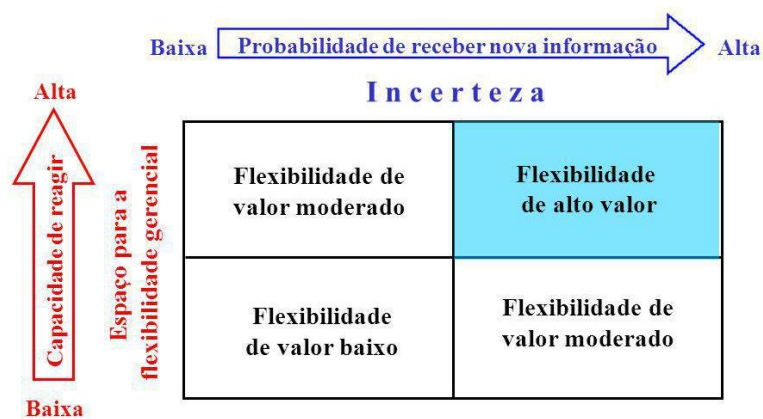 Baixa
Probabilidade de receber nova informação
Alta
Incerteza
Alta
Capacidade de reagir
Baixa
Espaço para a
flexibilidade gerencial
Flexibilidade de
valor moderado
Flexibilidade
de alto valor
Flexibilidade
de valor baixo
Flexibilidade de
valor moderado